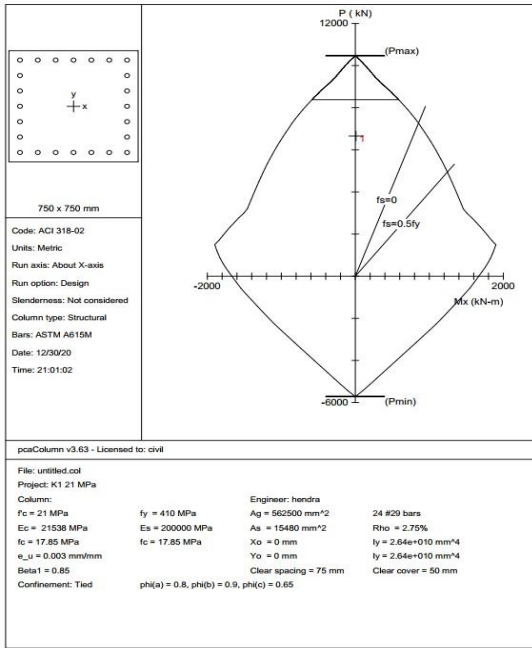 P ( kN)
12000
(Pmax)
y
x
1
750 x 750 mm
fs=0
fs=0.5fy
Code: ACI 318-02
Units: Metric
Run axis: About X-axis
Run option: Design
Slenderness: Not considered
Column type: Structural
Bars: ASTM A615M
Date: 12/30/20
Time: 21:01:02
-2000
2000
Mx (kN-m)
-6000
(Pmin)
pcaColumn v3.63 - Licensed to: civil
File: untitled.col
Project: K1 21 MPa
Column: Engineer: hendra
f'c = 21 MPa fy = 410 MPa Ag = 562500 mm^2 24 #29 bars
Ec = 21538 MPa Es = 200000 MPa As = 15480 mm^2 Rho = 2.75%
fc = 17.85 MPa fc = 17.85 MPa Xo = 0 mm Iy = 2.64e+010 mm^4
e_u = 0.003 mm/mm Yo = 0 mm Iy = 2.64e+010 mm^4
Beta1 = 0.85 Clear spacing = 75 mm Clear cover = 50 mm
Confinement: Tied phi(a) = 0.8, phi(b) = 0.9, phi(c) = 0.65